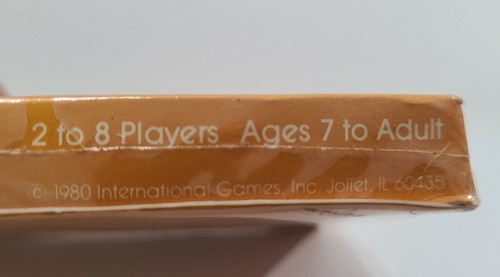 2 to 8 Players Ages 7 to Adult
© 1980 International Games, Inc. Joliet, IL 60435